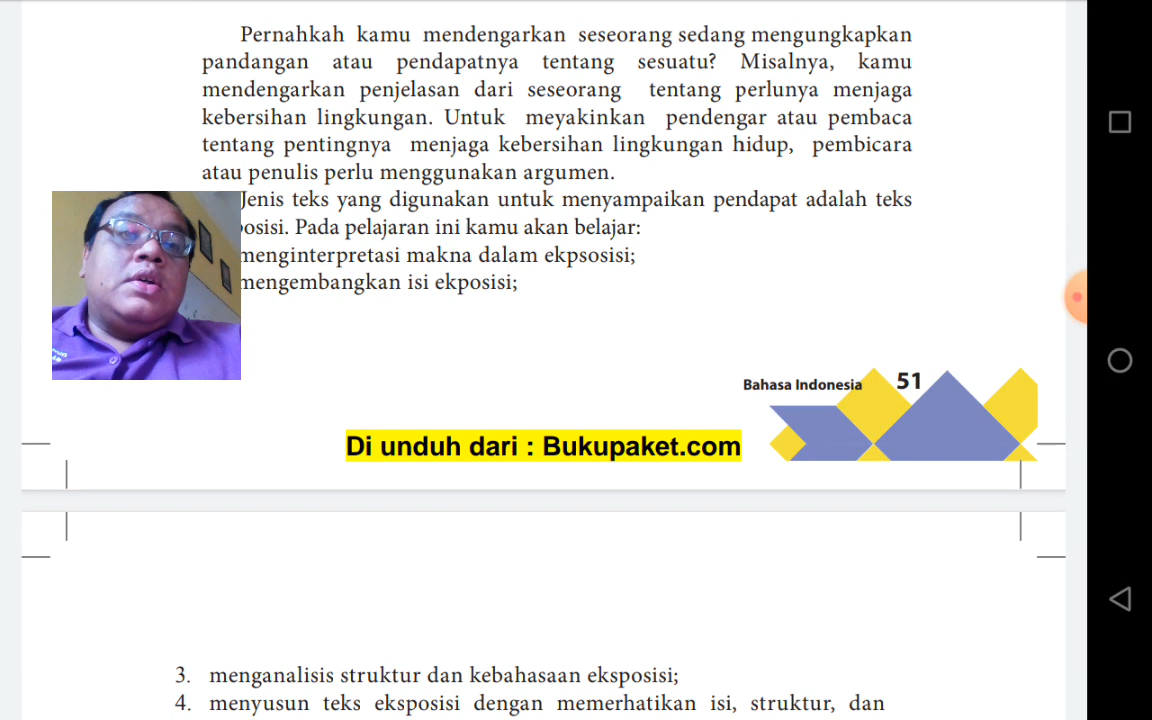 Pernahkah kamu mendengarkan seseorang sedang mengungkapkan
pandangan atau pendapatnya tentang sesuatu? Misalnya, kamu
mendengarkan penjelasan dari seseorang tentang perlunya menjaga
kebersihan lingkungan. Untuk meyakinkan pendengar atau pembaca
tentang pentingnya menjaga kebersihan lingkungan hidup, pembicara
atau penulis perlu menggunakan argumen.
Jenis teks yang digunakan untuk menyampaikan pendapat adalah teks
posisi. Pada pelajaran ini kamu akan belajar:
menginterpretasi makna dalam ekpsosisi;
mengembangkan isi ekposisi;
Bahasa Indonesia 51
Di unduh dari : Bukupaket.com
3. menganalisis struktur dan kebahasaan eksposisi;
4. menyusun teks eksposisi dengan memerhatikan isi, struktur, dan